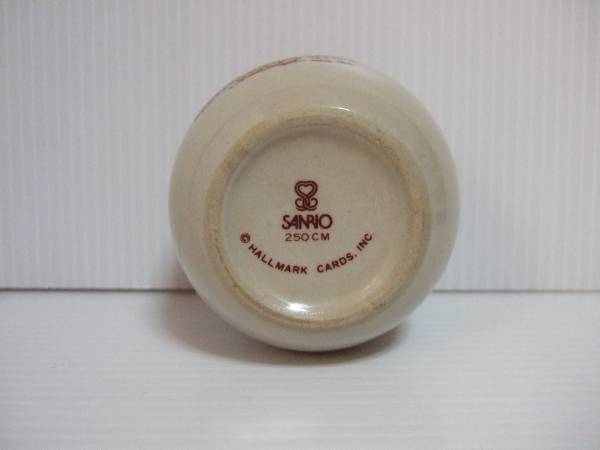 SANRIO
250CM
© HALLMARK CARDS, INC.